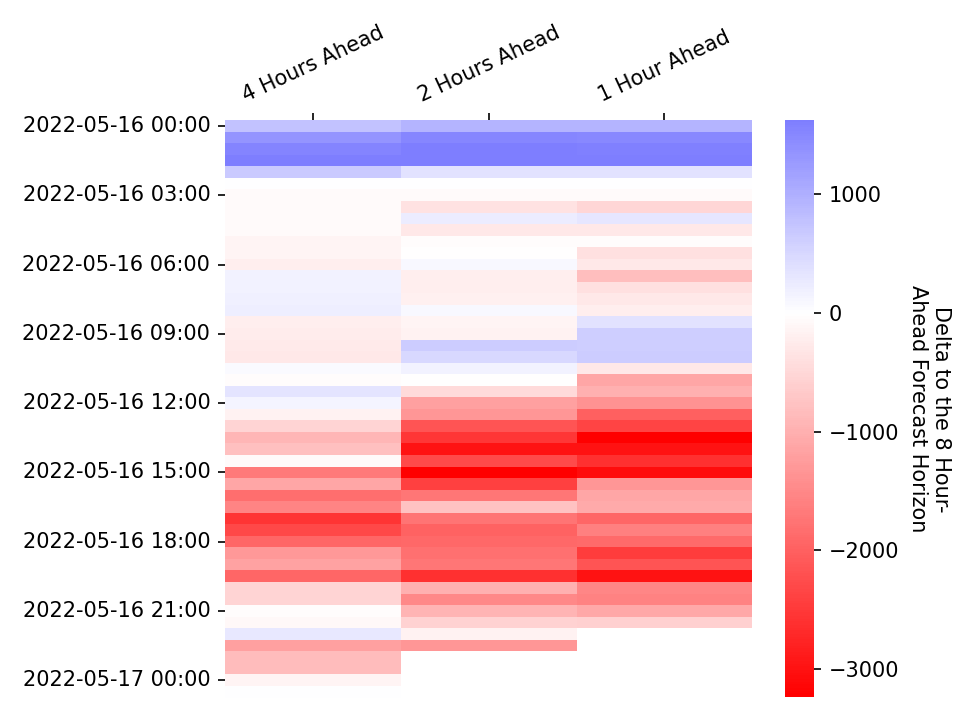 4 Hours Ahead
2 Hours Ahead
1 Hour Ahead
2022-05-16 00:00
2022-05-16 03:00
2022-05-16 06:00
2022-05-16 09:00
2022-05-16 12:00
2022-05-16 15:00
2022-05-16 18:00
2022-05-16 21:00
2022-05-17 00:00
1000
0
−1000
−2000
−3000
Delta to the 8 Hour-
Ahead Forecast Horizon